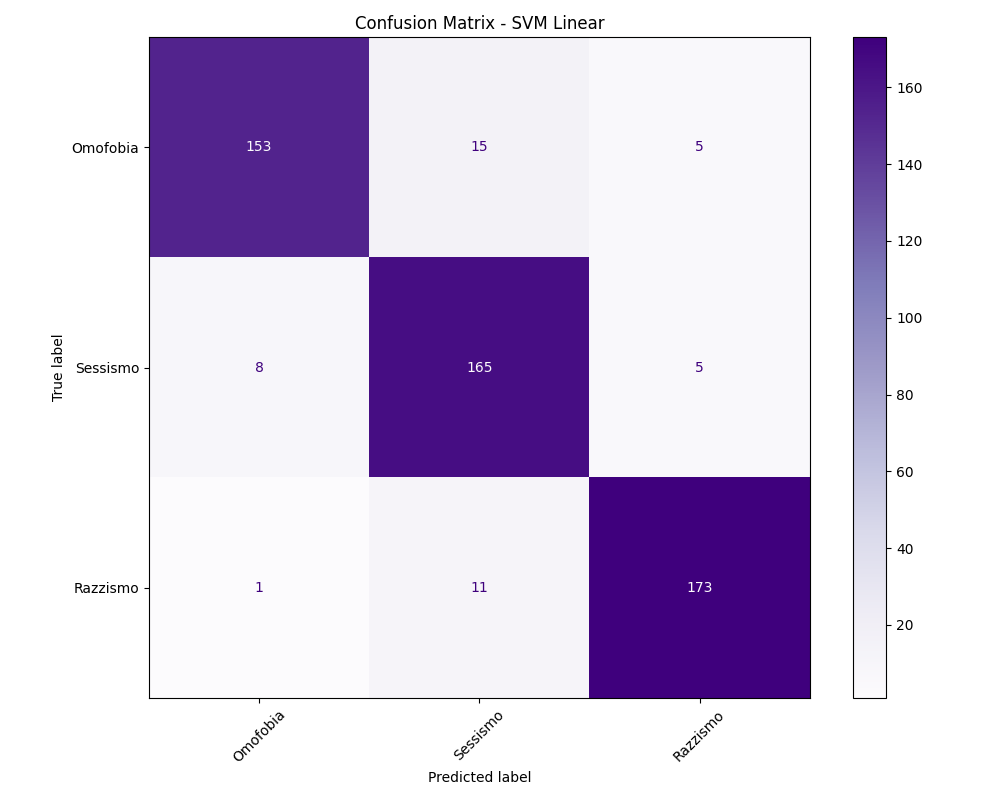 Confusion Matrix - SVM Linear
True label
Omofobia 153 15 5
Sessismo 8 165 5
Razzismo 1 11 173
Omofobia Sessismo Razzismo
Predicted label
160
140
120
100
80
60
40
20